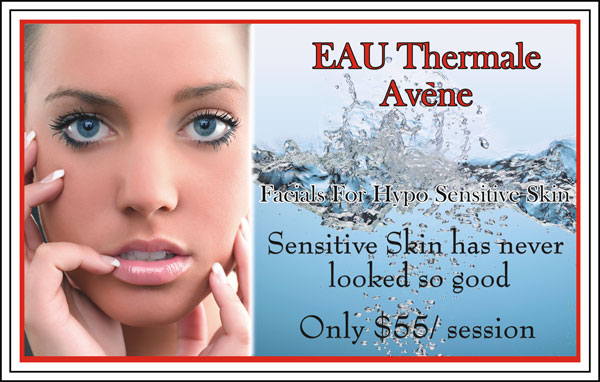 EAU Thermale
Avène
Facials For Hypo Sensitive Skin
Sensitive Skin has never
looked so good
Only $55/ session